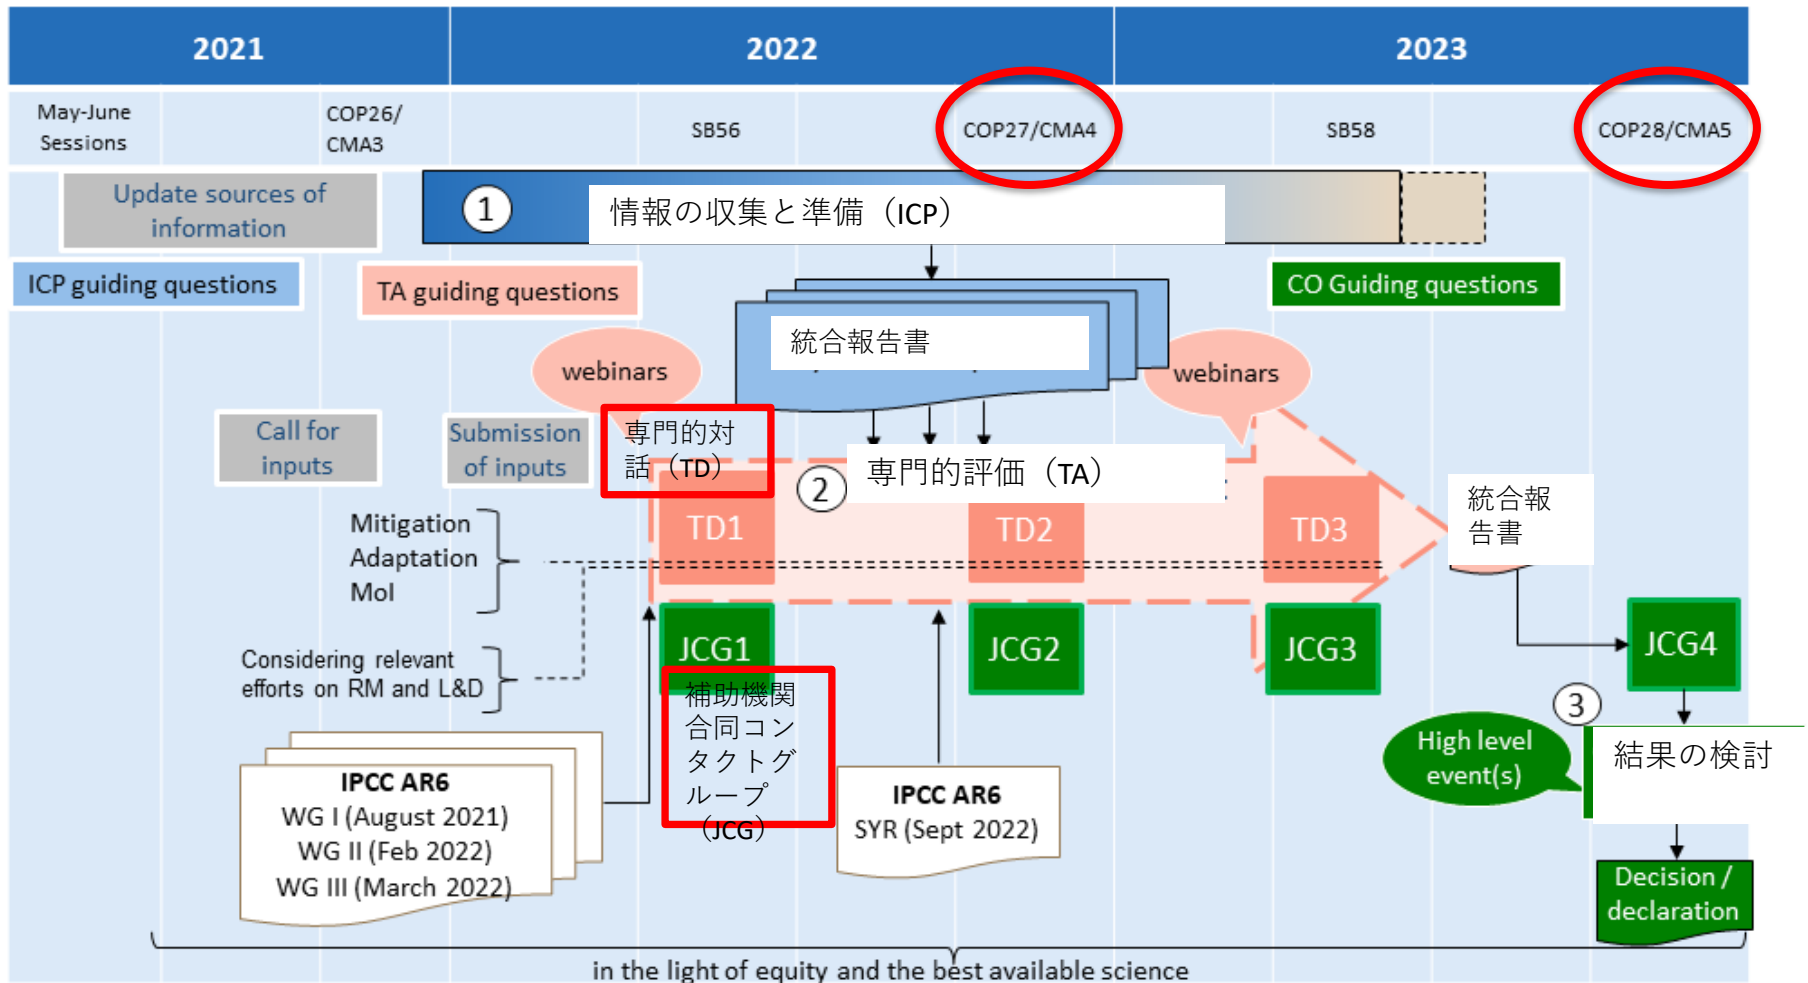 2021
2022
2023
May-June
Sessions
COP26/
CMA3
SB56
COP27/CMA4
SB58
COP28/CMA5
Update sources of
information
1
情報の収集と準備（ICP）
ICP guiding questions
TA guiding questions
CO Guiding questions
統合報告書
webinars
webinars
Call for
inputs
Submission
of inputs
専門的対
話（TD）
2
専門的評価（TA）
TD1
TD2
TD3
統合報
告書
Mitigation
Adaptation
MoI
JCG1
JCG2
JCG3
JCG4
Considering relevant
efforts on RM and L&D
補助機関
合同コン
タクトグ
ループ
（JCG）
3
High level
event(s)
結果の検討
IPCC AR6
WG I (August 2021)
WG II (Feb 2022)
WG III (March 2022)
IPCC AR6
SYR (Sept 2022)
Decision /
declaration
in the light of equity and the best available science